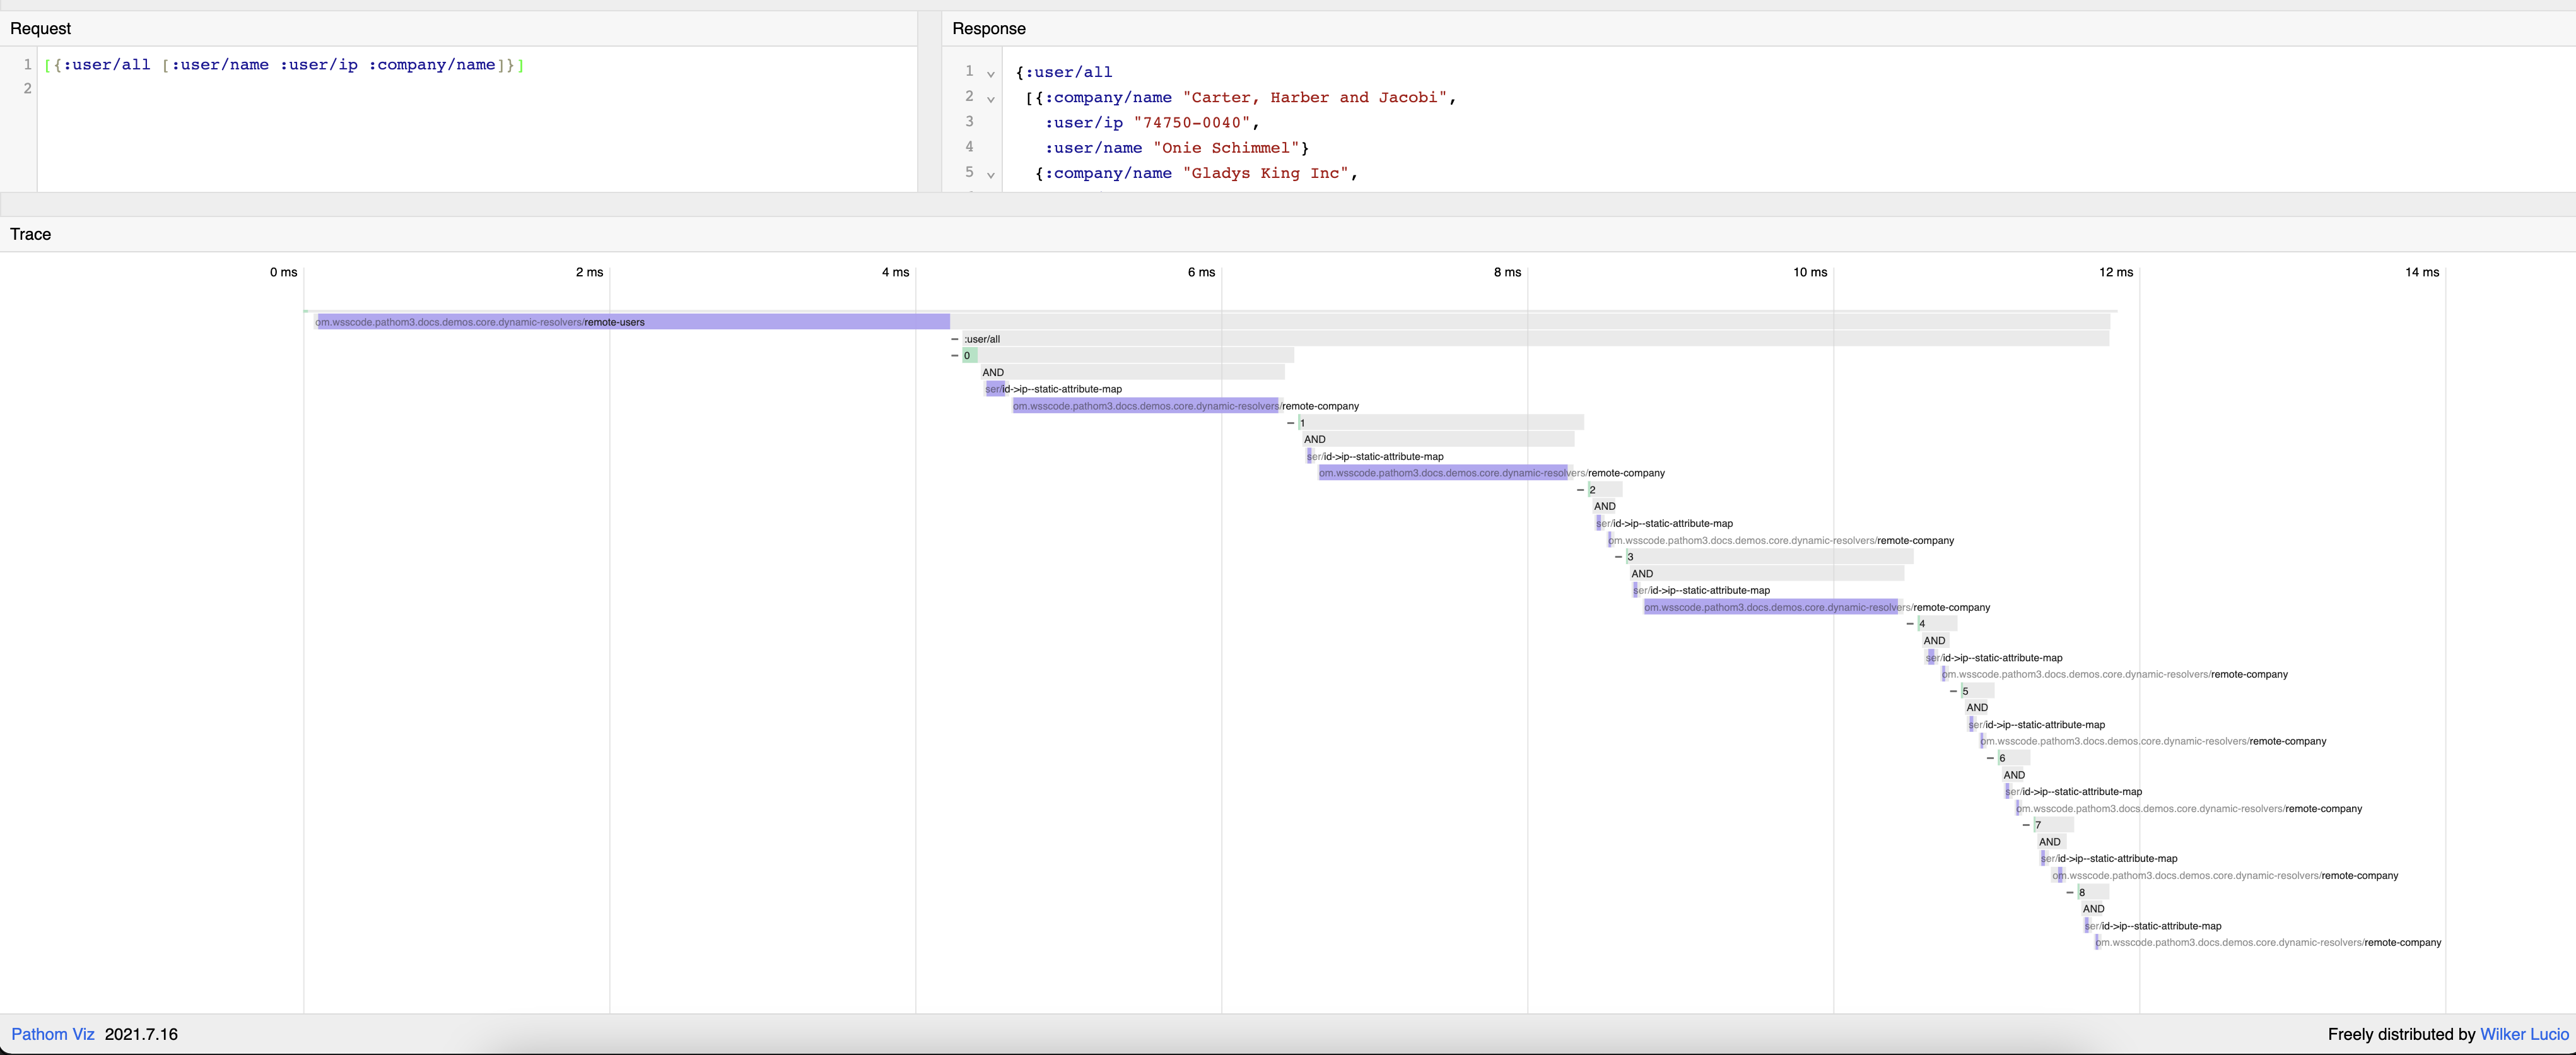 Request
Response
1 [{:user/all [:user/name :user/ip :company/name]}]
2
1 {:user/all
2 [{:company/name "Carter, Harber and Jacobi",
3 :user/ip "74750-0040",
4 :user/name "Onie Schimmel"}
5 {:company/name "Gladys King Inc",
Trace
0 ms 2 ms 4 ms 6 ms 8 ms 10 ms 12 ms 14 ms
om.wsscode.pathom3.docs.demos.core.dynamic-resolvers/remote-users
:user/all
0
AND
ser/id->ip--static-attribute-map
om.wsscode.pathom3.docs.demos.core.dynamic-resolvers/remote-company
1
AND
ser/id->ip--static-attribute-map
om.wsscode.pathom3.docs.demos.core.dynamic-resolvers/remote-company
2
AND
ser/id->ip--static-attribute-map
om.wsscode.pathom3.docs.demos.core.dynamic-resolvers/remote-company
3
AND
ser/id->ip--static-attribute-map
om.wsscode.pathom3.docs.demos.core.dynamic-resolvers/remote-company
4
AND
ser/id->ip--static-attribute-map
om.wsscode.pathom3.docs.demos.core.dynamic-resolvers/remote-company
5
AND
ser/id->ip--static-attribute-map
om.wsscode.pathom3.docs.demos.core.dynamic-resolvers/remote-company
6
AND
ser/id->ip--static-attribute-map
om.wsscode.pathom3.docs.demos.core.dynamic-resolvers/remote-company
7
AND
ser/id->ip--static-attribute-map
om.wsscode.pathom3.docs.demos.core.dynamic-resolvers/remote-company
8
AND
ser/id->ip--static-attribute-map
om.wsscode.pathom3.docs.demos.core.dynamic-resolvers/remote-company
Pathom Viz 2021.7.16
Freely distributed by Wilker Lucio